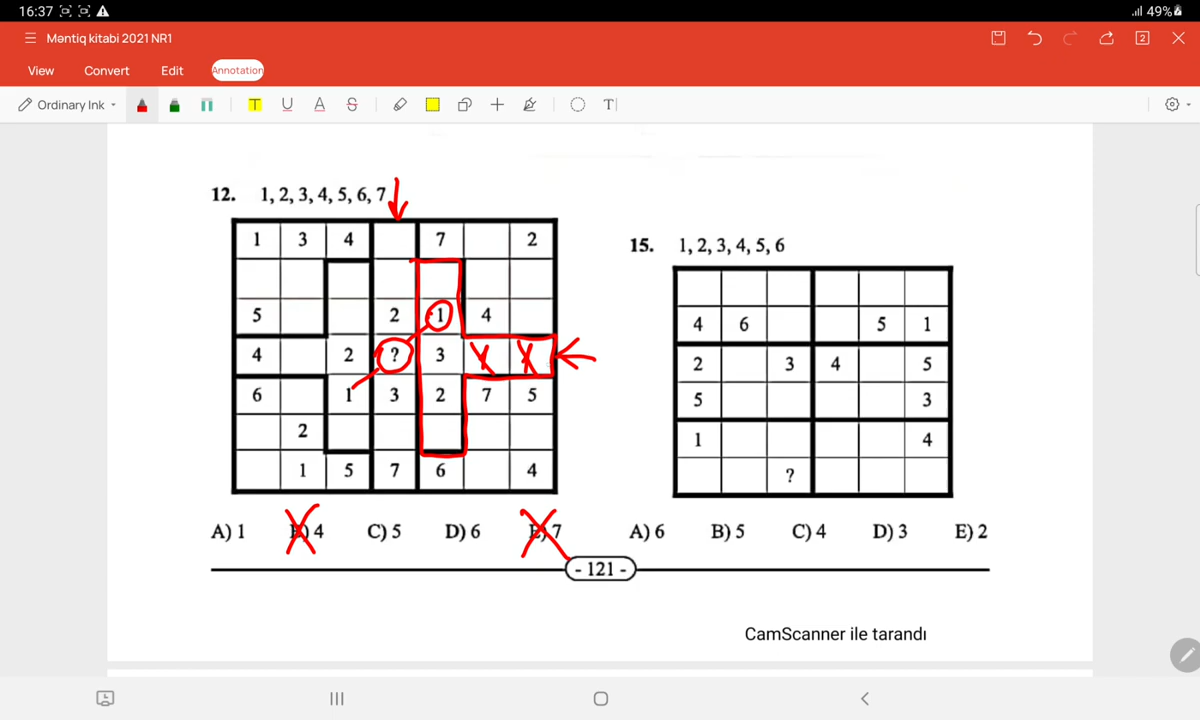 16:37 49%
Məntiq kitabi 2021 NR1 2
View Convert Edit Annotation
Ordinary Ink T U A S T
12. 1, 2, 3, 4, 5, 6, 7
1 3 4 7 2
5 2 1 4
4 2 ? 3 X X
6 1 3 2 7 5
2
1 5 7 6 4
A) 1 B) 4 C) 5 D) 6 E) 7
15. 1, 2, 3, 4, 5, 6
4 6 5 1
2 3 4 5
5 3
1 4
?
A) 6 B) 5 C) 4 D) 3 E) 2
- 121 -
CamScanner ile tarandı